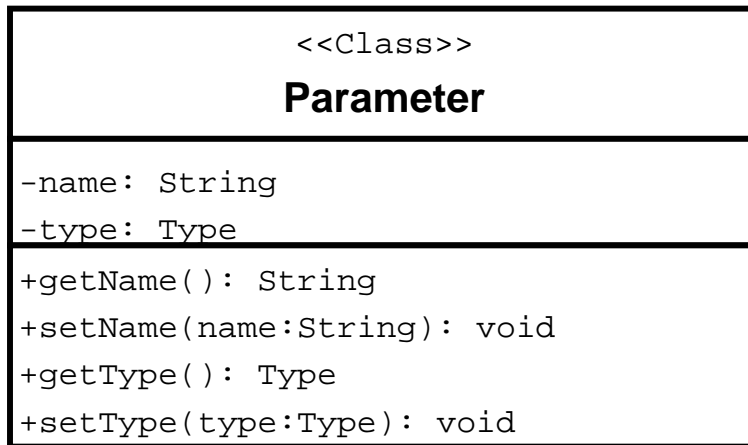 <<Class>>
Parameter
-name: String
-type: Type
+getName(): String
+setName(name:String): void
+getType(): Type
+setType(type:Type): void